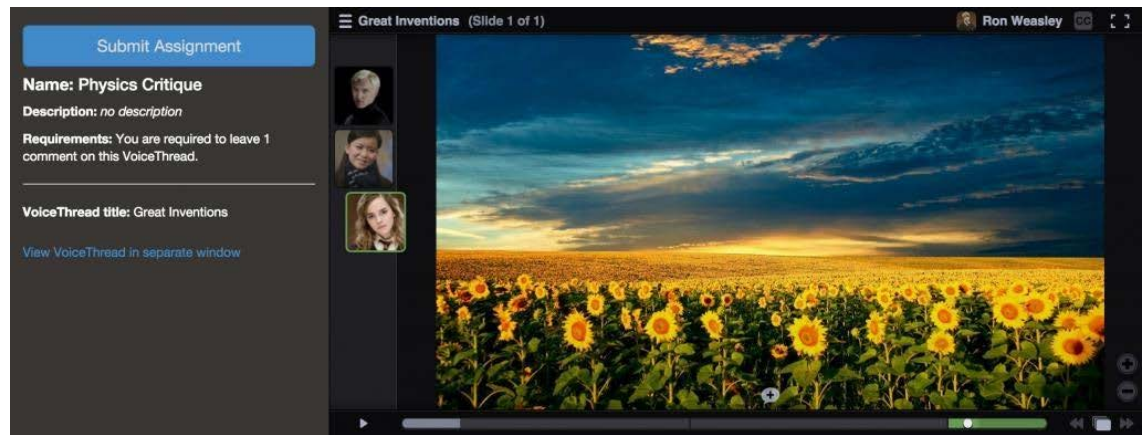 Submit Assignment
Name: Physics Critique
Description: no description
Requirements: You are required to leave 1
comment on this VoiceThread.
VoiceThread title: Great Inventions
View VoiceThread in separate window
Great Inventions (Slide 1 of 1)
Ron Weasley CC